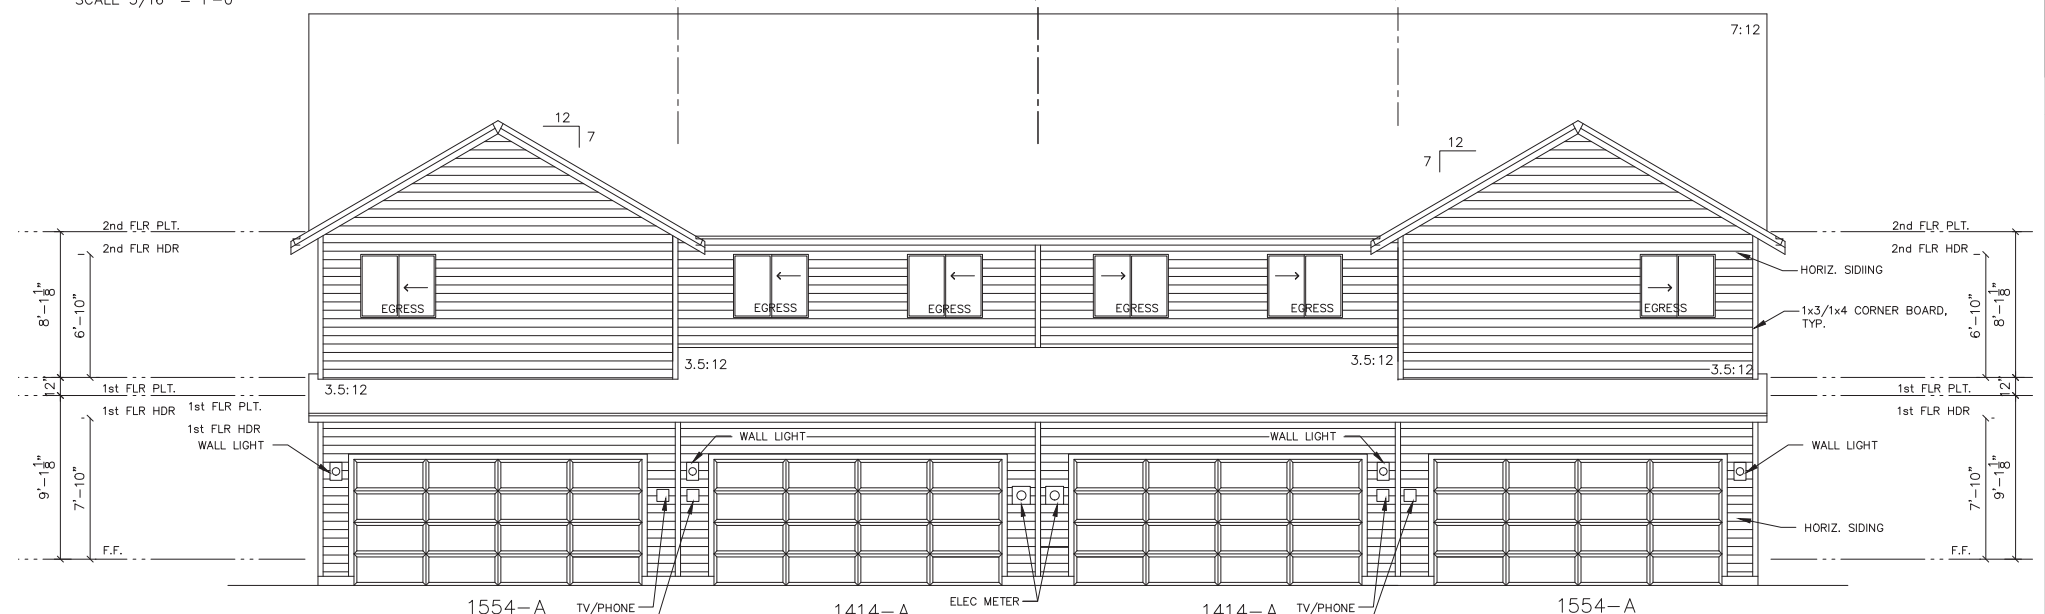 SCALE 3/16" = 1'-0"
7:12
12
7
12
7
2nd FLR PLT.
2nd FLR HDR
2nd FLR PLT.
2nd FLR HDR
HORIZ. SIDIING
8'-1 1/8"
6'-10"
EGRESS
EGRESS
EGRESS
EGRESS
EGRESS
EGRESS
1x3/1x4 CORNER BOARD,
TYP.
6'-10"
8'-1 1/8"
3.5:12
3.5:12
3.5:12
3.5:12
12"
1st FLR PLT.
1st FLR HDR
1st FLR PLT.
1st FLR HDR
1st FLR PLT.
1st FLR HDR
12"
WALL LIGHT
WALL LIGHT
WALL LIGHT
WALL LIGHT
9'-1 1/8"
7'-10"
7'-10"
9'-1 1/8"
HORIZ. SIDING
F.F.
F.F.
1554-A
TV/PHONE
1414-A
ELEC METER
1414-A
TV/PHONE
1554-A